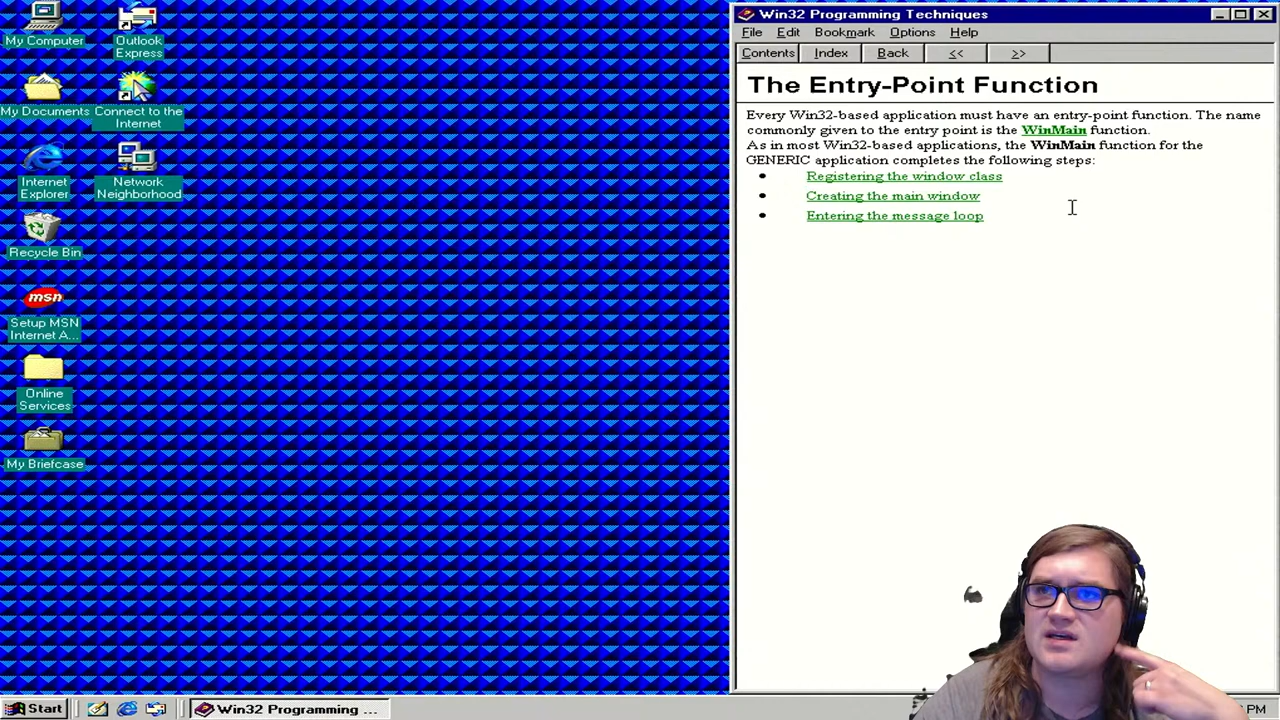 My Computer
Outlook
Express
My Documents
Connect to the
Internet
Internet
Explorer
Network
Neighborhood
Recycle Bin
msn
Setup MSN
Internet A...
Online
Services
My Briefcase
Win32 Programming Techniques
File Edit Bookmark Options Help
Contents Index Back << >>
The Entry-Point Function
Every Win32-based application must have an entry-point function. The name
commonly given to the entry point is the WinMain function.
As in most Win32-based applications, the WinMain function for the
GENERIC application completes the following steps:
• Registering the window class
• Creating the main window
• Entering the message loop
Start
Win32 Programming ...
PM